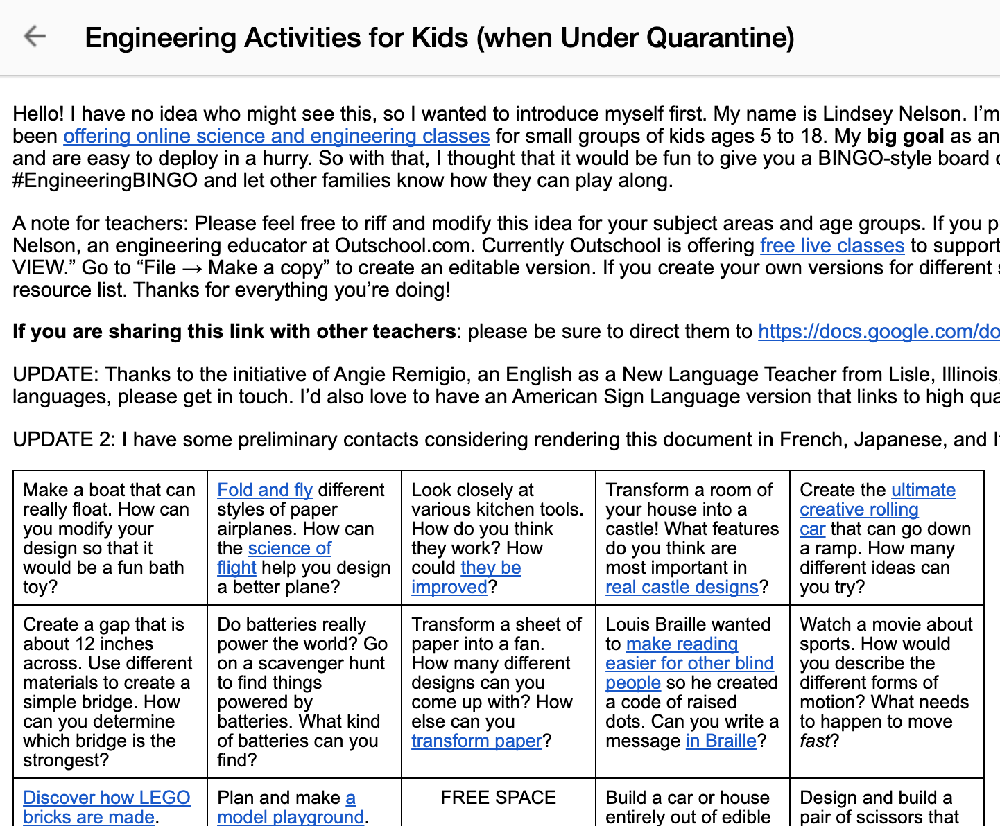 Engineering Activities for Kids (when Under Quarantine)
Hello! I have no idea who might see this, so I wanted to introduce myself first. My name is Lindsey Nelson. I’m
been offering online science and engineering classes for small groups of kids ages 5 to 18. My big goal as an
and are easy to deploy in a hurry. So with that, I thought that it would be fun to give you a BINGO-style board
#EngineeringBINGO and let other families know how they can play along.
A note for teachers: Please feel free to riff and modify this idea for your subject areas and age groups. If you p
Nelson, an engineering educator at Outschool.com. Currently Outschool is offering free live classes to support
VIEW.” Go to “File → Make a copy” to create an editable version. If you create your own versions for different
resource list. Thanks for everything you’re doing!
If you are sharing this link with other teachers: please be sure to direct them to https://docs.google.com/do
UPDATE: Thanks to the initiative of Angie Remigio, an English as a New Language Teacher from Lisle, Illinois,
languages, please get in touch. I’d also love to have an American Sign Language version that links to high qua
UPDATE 2: I have some preliminary contacts considering rendering this document in French, Japanese, and I
Make a boat that can
really float. How can
you modify your
design so that it
would be a fun bath
toy?
Fold and fly different
styles of paper
airplanes. How can
the science of
flight help you design
a better plane?
Look closely at
various kitchen tools.
How do you think
they work? How
could they be
improved?
Transform a room of
your house into a
castle! What features
do you think are
most important in
real castle designs?
Create the ultimate
creative rolling
car that can go down
a ramp. How many
different ideas can
you try?
Create a gap that is
about 12 inches
across. Use different
materials to create a
simple bridge. How
can you determine
which bridge is the
strongest?
Do batteries really
power the world? Go
on a scavenger hunt
to find things
powered by
batteries. What kind
of batteries can you
find?
Transform a sheet of
paper into a fan.
How many different
designs can you
come up with? How
else can you
transform paper?
Louis Braille wanted
to make reading
easier for other blind
people so he created
a code of raised
dots. Can you write a
message in Braille?
Watch a movie about
sports. How would
you describe the
different forms of
motion? What needs
to happen to move
fast?
Discover how LEGO
bricks are made.
Plan and make a
model playground.
FREE SPACE
Build a car or house
entirely out of edible
Design and build a
pair of scissors that